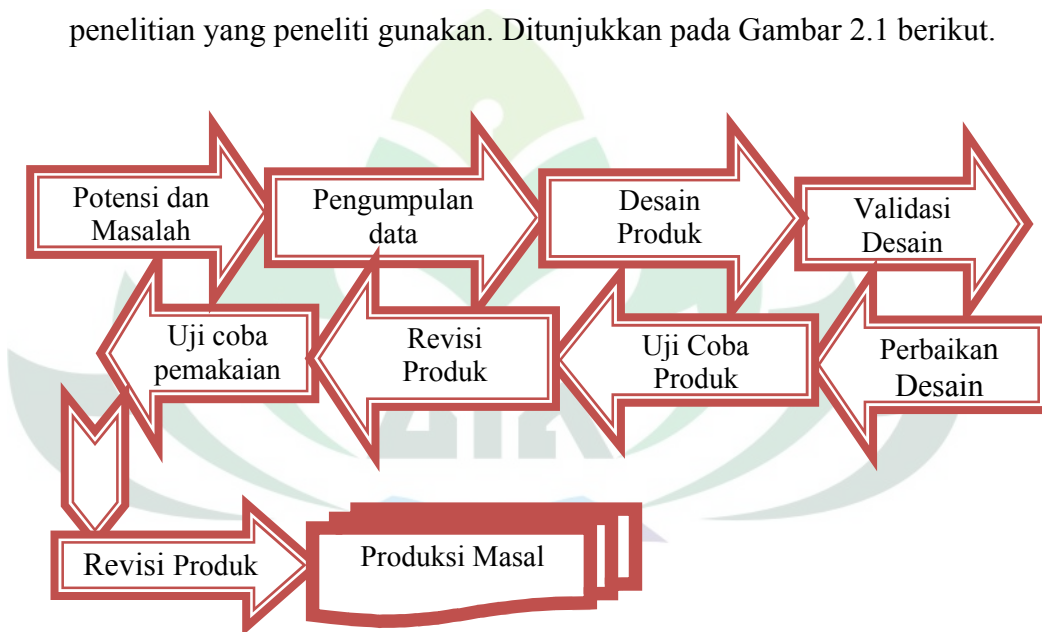 penelitian yang peneliti gunakan. Ditunjukkan pada Gambar 2.1 berikut.
Potensi dan
Masalah
Pengumpulan
data
Desain
Produk
Validasi
Desain
Perbaikan
Desain
Uji Coba
Produk
Revisi
Produk
Uji coba
pemakaian
Revisi Produk
Produksi Masal